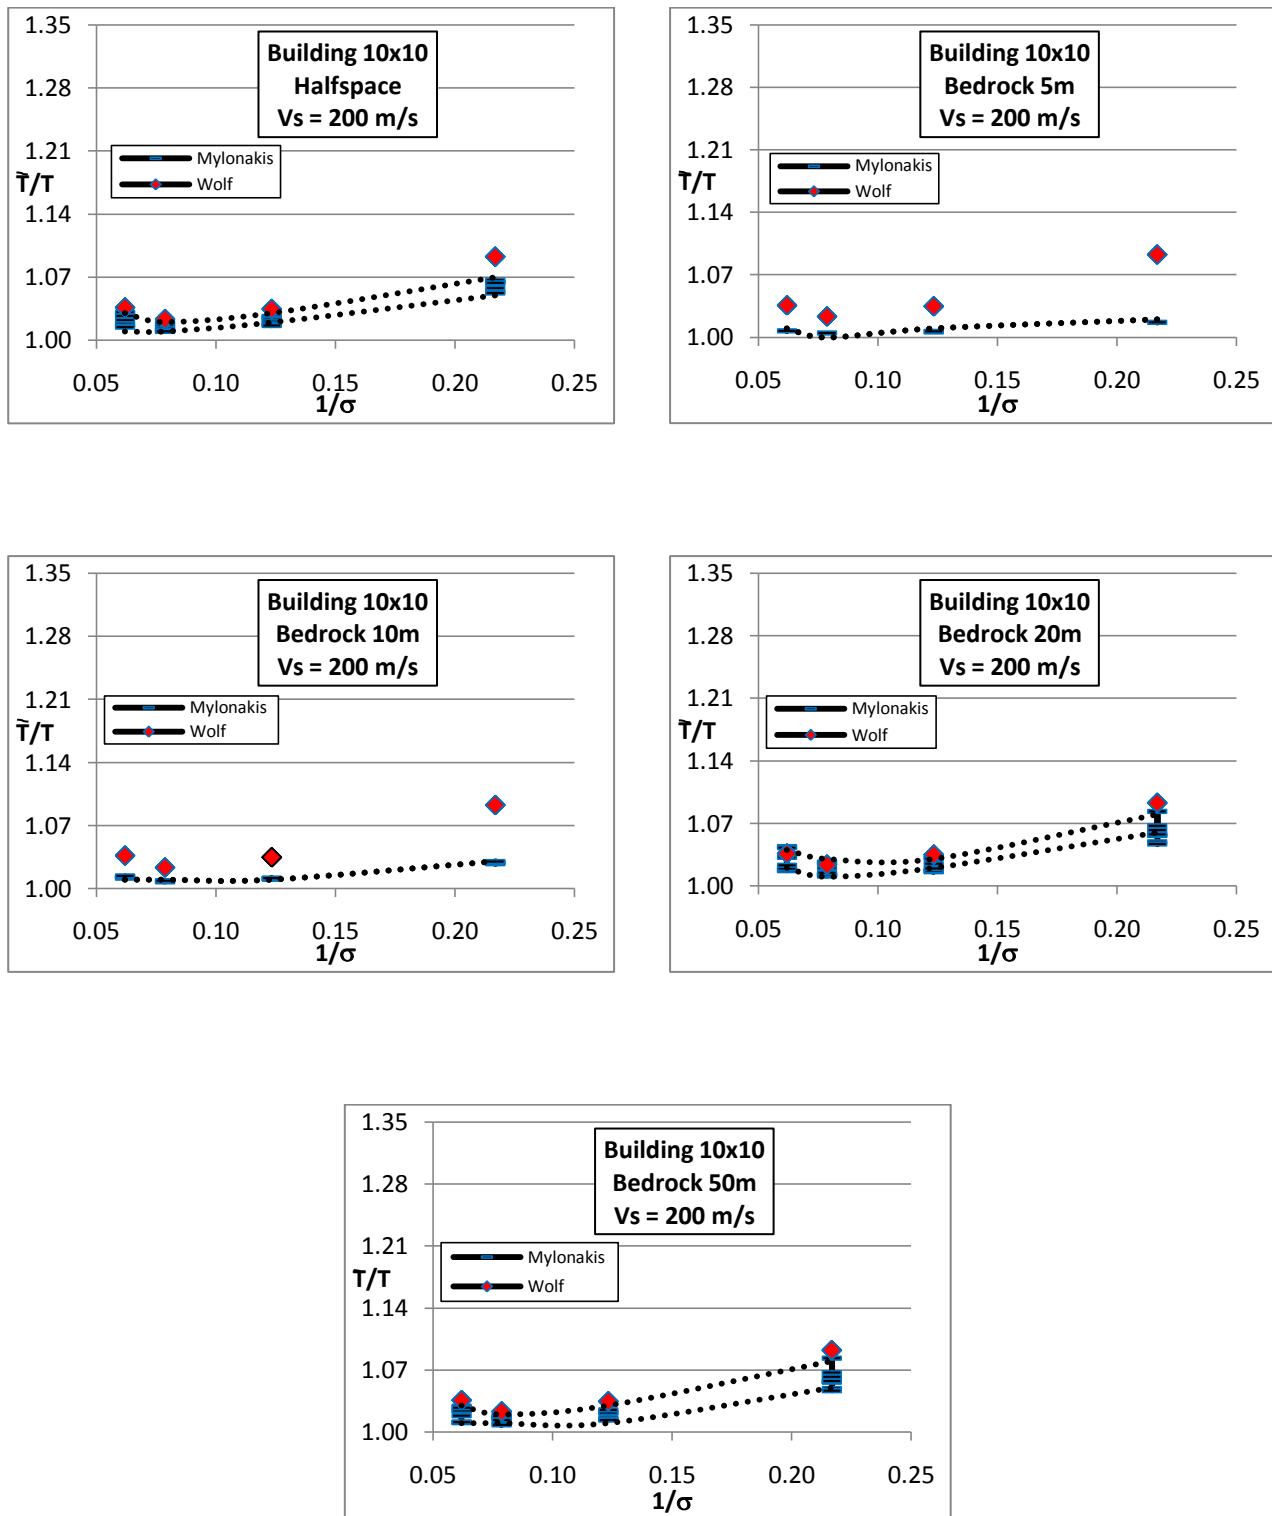 1.35
Building 10x10
Halfspace
Vs = 200 m/s
1.28
1.21
Mylonakis
Wolf
T̃/T
1.14
1.07
1.00
0.05 0.10 0.15 0.20 0.25
1/σ
1.35
Building 10x10
Bedrock 5m
Vs = 200 m/s
1.28
1.21
Mylonakis
Wolf
T̃/T
1.14
1.07
1.00
0.05 0.10 0.15 0.20 0.25
1/σ
1.35
Building 10x10
Bedrock 10m
Vs = 200 m/s
1.28
1.21
Mylonakis
Wolf
T̃/T
1.14
1.07
1.00
0.05 0.10 0.15 0.20 0.25
1/σ
1.35
Building 10x10
Bedrock 20m
Vs = 200 m/s
1.28
1.21
Mylonakis
Wolf
T̃/T
1.14
1.07
1.00
0.05 0.10 0.15 0.20 0.25
1/σ
1.35
Building 10x10
Bedrock 50m
Vs = 200 m/s
1.28
1.21
Mylonakis
Wolf
T̃/T
1.14
1.07
1.00
0.05 0.10 0.15 0.20 0.25
1/σ